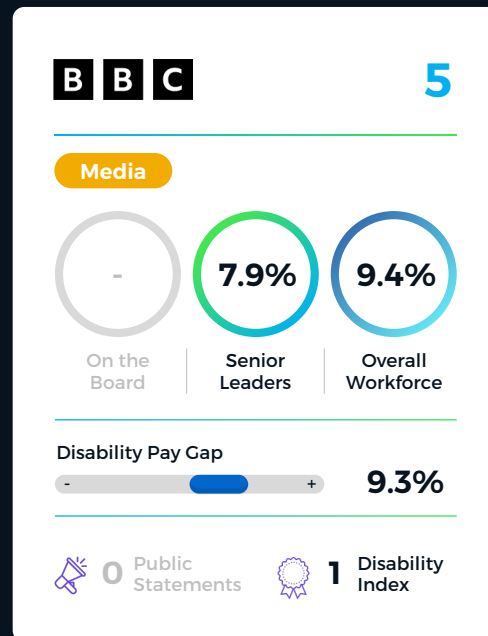 BBC
5
Media
-
7.9%
9.4%
On the
Board
Senior
Leaders
Overall
Workforce
Disability Pay Gap
- +
9.3%
0 Public
Statements
1 Disability
Index